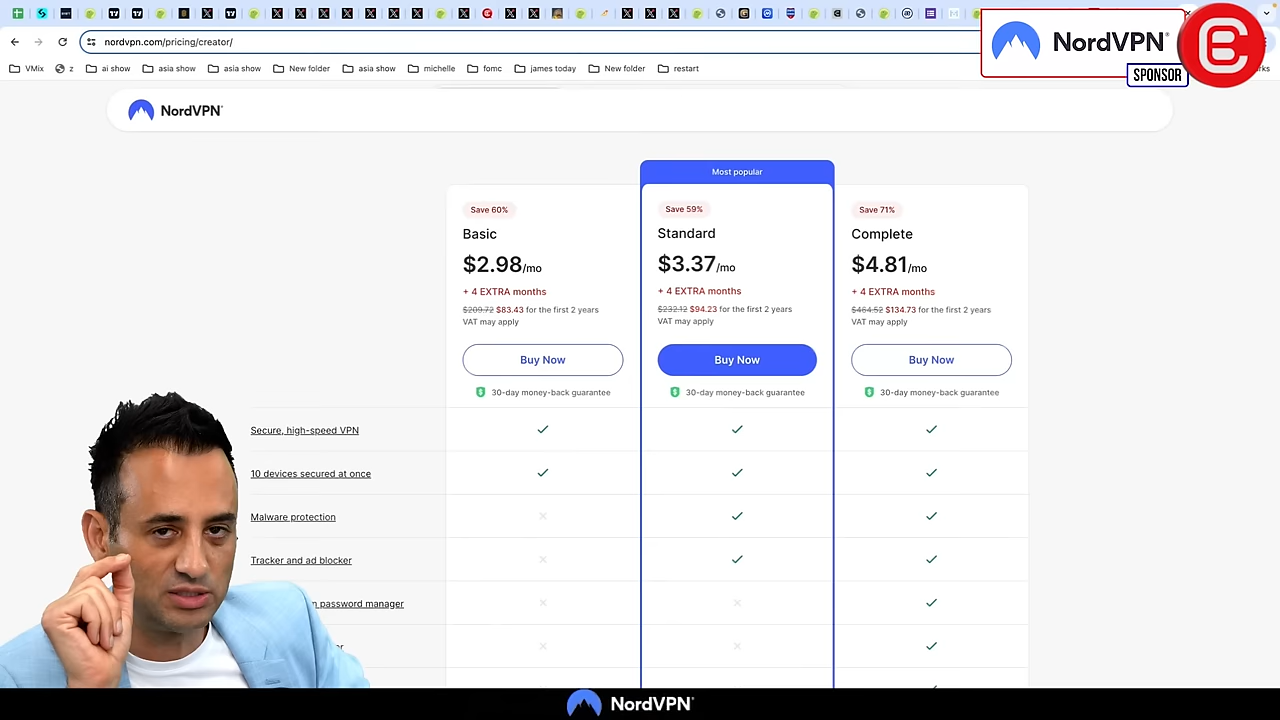 nordvpn.com/pricing/creator/
NordVPN®
SPONSOR
VMix
z
ai show
asia show
asia show
New folder
asia show
michelle
fomc
james today
New folder
restart
NordVPN®
Most popular
Save 60%
Save 59%
Save 71%
Basic
Standard
Complete
$2.98/mo
$3.37/mo
$4.81/mo
+ 4 EXTRA months
+ 4 EXTRA months
+ 4 EXTRA months
$209.72 $83.43 for the first 2 years
$232.12 $94.23 for the first 2 years
$464.52 $134.73 for the first 2 years
VAT may apply
VAT may apply
VAT may apply
Buy Now
Buy Now
Buy Now
30-day money-back guarantee
30-day money-back guarantee
30-day money-back guarantee
Secure, high-speed VPN
10 devices secured at once
Malware protection
Tracker and ad blocker
password manager
NordVPN®